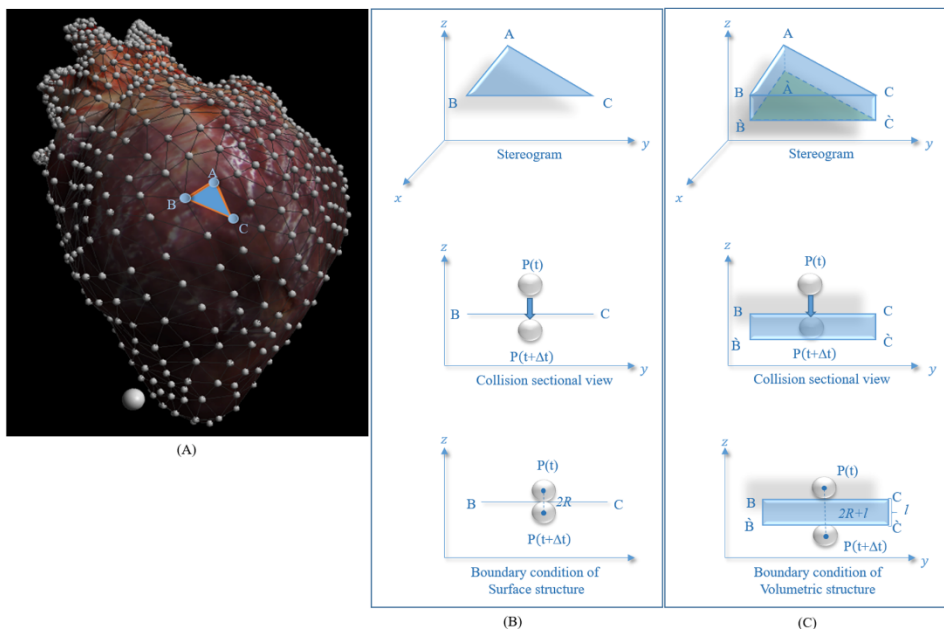 A
B
C
(A)
z
A
B
C
y
Stereogram
x
z
P(t)
B
C
P(t+Δt)
y
Collision sectional view
z
P(t)
B
2R
C
P(t+Δt)
y
Boundary condition of
Surface structure
(B)
z
A
B
C
À
B̀
C̀
y
Stereogram
x
z
P(t)
B
C
B̀
C̀
P(t+Δt)
y
Collision sectional view
z
P(t)
B
C
2R+l
l
B̀
C̀
P(t+Δt)
y
Boundary condition of
Volumetric structure
(C)